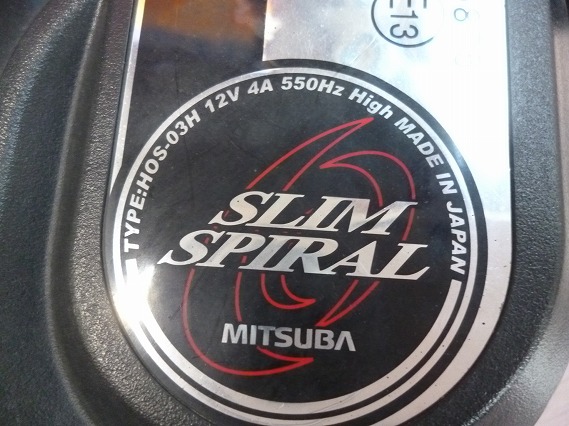 E13
TYPE:HOS-03H 12V 4A 550Hz High MADE IN JAPAN
SLIM
SPIRAL
MITSUBA